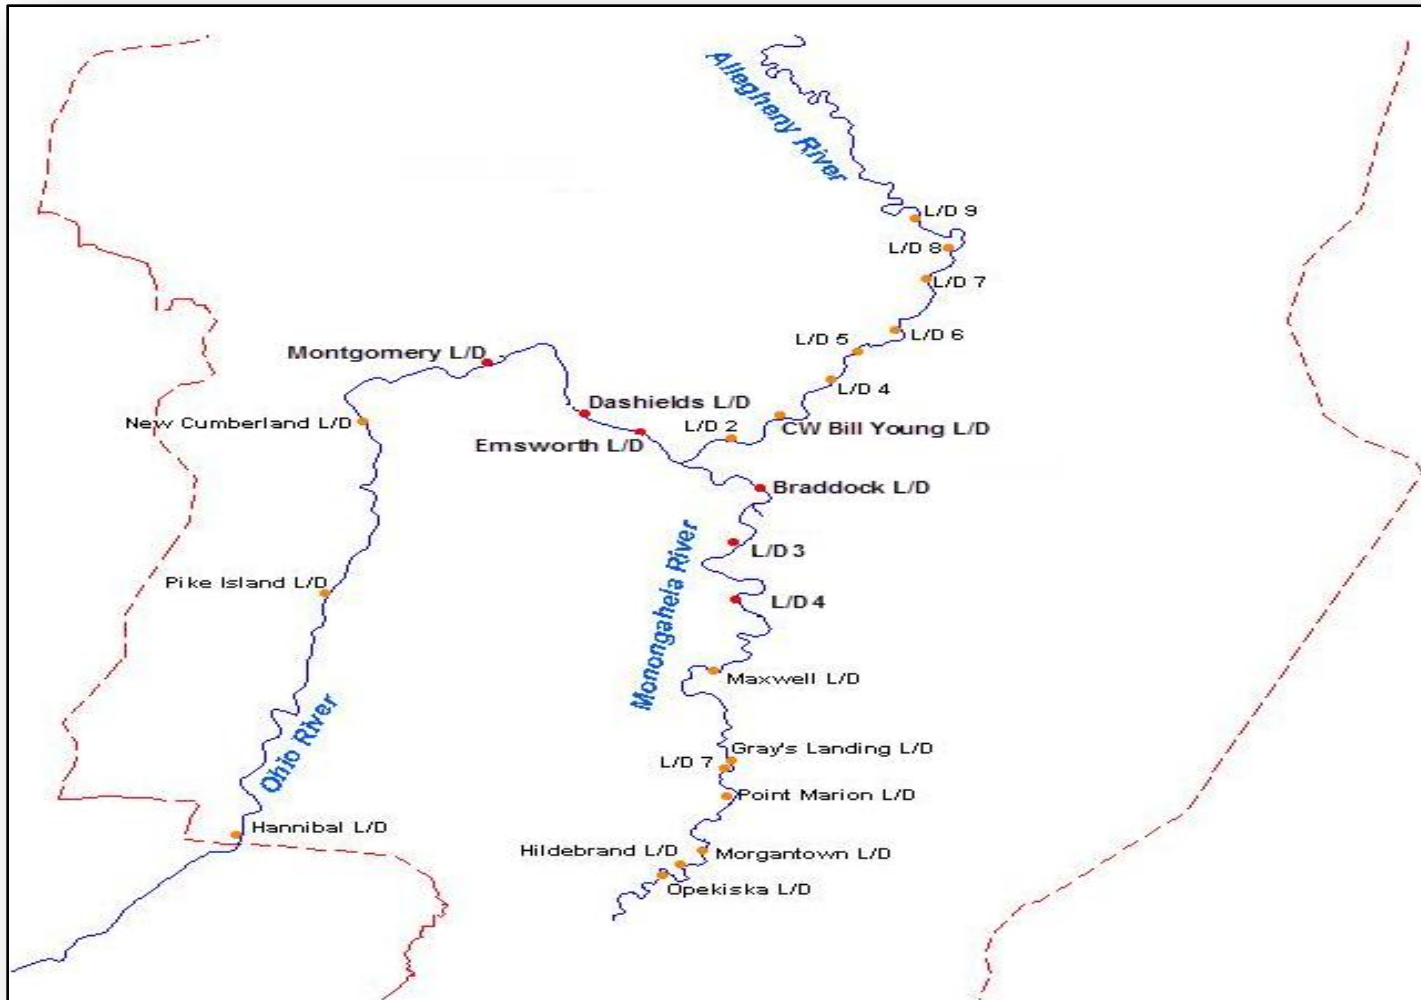 Allegheny River
L/D 9
L/D 8
L/D 7
L/D 6
L/D 5
Montgomery L/D
L/D 4
Dashields L/D
New Cumberland L/D
L/D 2
CW Bill Young L/D
Emsworth L/D
Braddock L/D
Monongahela River
L/D 3
Pike Island L/D
L/D 4
Maxwell L/D
Ohio River
Gray's Landing L/D
L/D 7
Point Marion L/D
Hannibal L/D
Hildebrand L/D
Morgantown L/D
Opekiska L/D